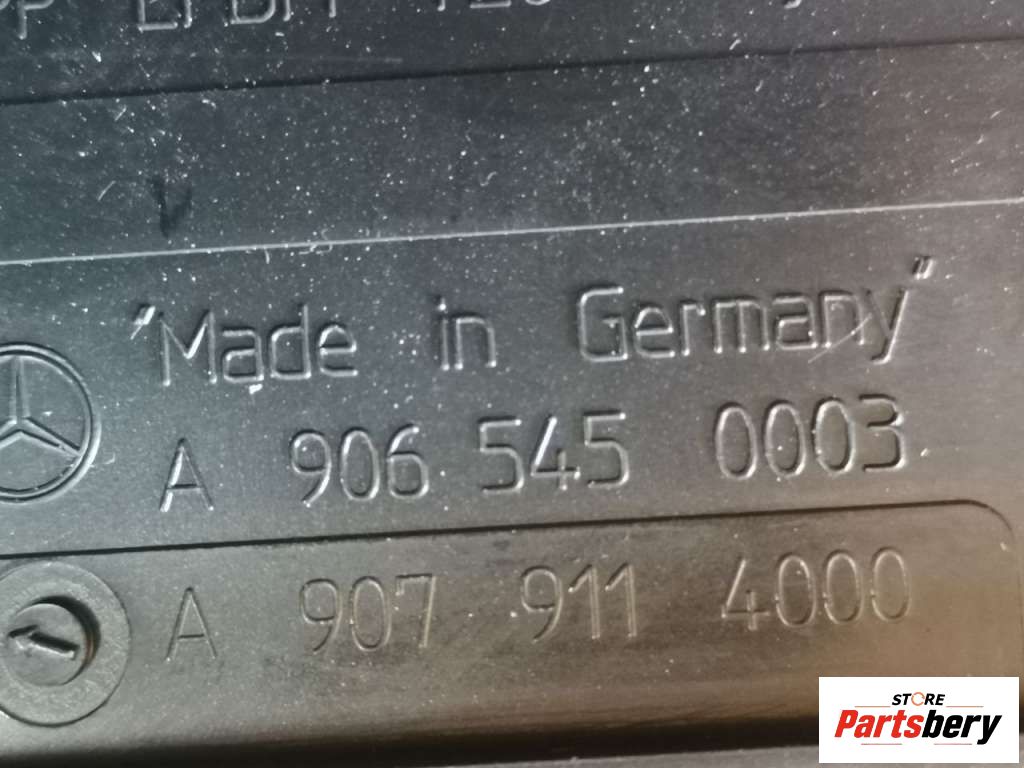 "Made in Germany"
A 906 545 0003
A 907 911 4000
STORE
Partsbery